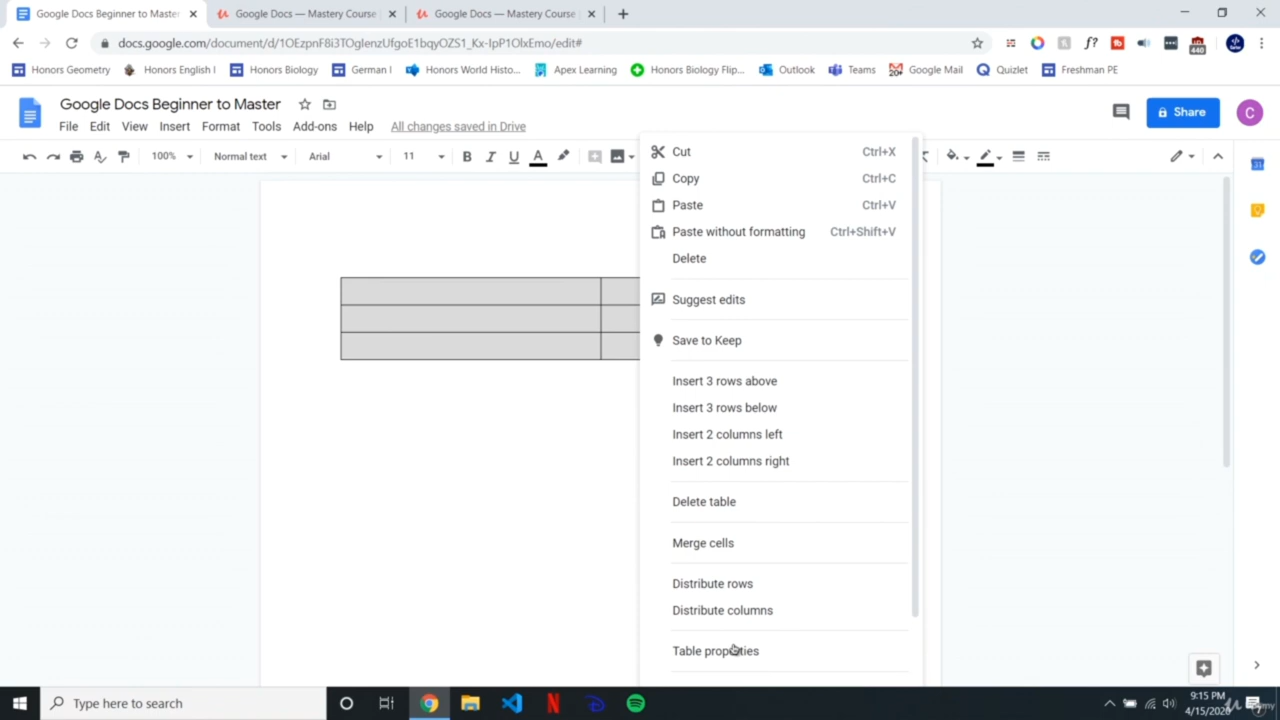 Google Docs Beginner to Master
Google Docs — Mastery Course
Google Docs — Mastery Course
docs.google.com/document/d/1OEzpnF8i3TOgIenzUfgoE1bqyOZS1_Kx-IpP1OlxEmo/edit#
440
Honors Geometry
Honors English I
Honors Biology
German I
Honors World Histo...
Apex Learning
Honors Biology Flip...
Outlook
Teams
Google Mail
Quizlet
Freshman PE
Google Docs Beginner to Master
Share
C
File Edit View Insert Format Tools Add-ons Help All changes saved in Drive
100% Normal text Arial 11 B I U A
Cut Ctrl+X
Copy Ctrl+C
Paste Ctrl+V
Paste without formatting Ctrl+Shift+V
Delete
Suggest edits
Save to Keep
Insert 3 rows above
Insert 3 rows below
Insert 2 columns left
Insert 2 columns right
Delete table
Merge cells
Distribute rows
Distribute columns
Table properties
Type here to search
9:15 PM
4/15/2020